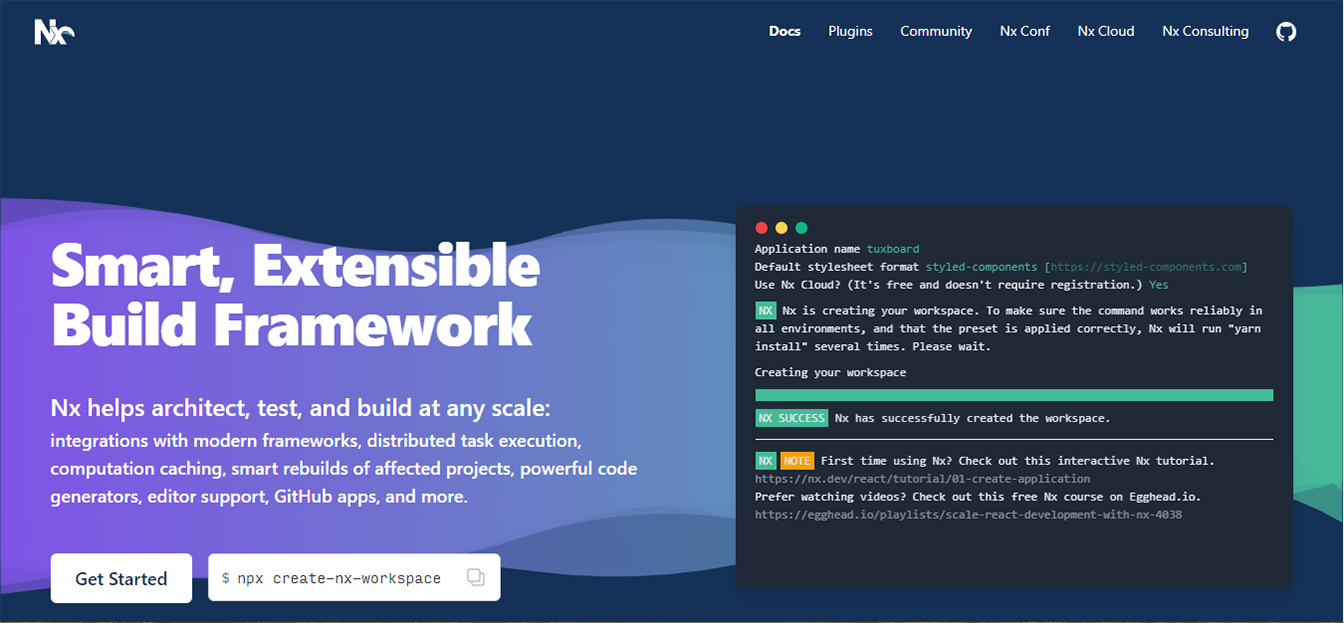 Nx
Docs
Plugins
Community
Nx Conf
Nx Cloud
Nx Consulting
Smart, Extensible
Build Framework
Nx helps architect, test, and build at any scale:
integrations with modern frameworks, distributed task execution,
computation caching, smart rebuilds of affected projects, powerful code
generators, editor support, GitHub apps, and more.
Get Started
$ npx create-nx-workspace
Application name tuxboard
Default stylesheet format styled-components [https://styled-components.com]
Use Nx Cloud? (It's free and doesn't require registration.) Yes
NX Nx is creating your workspace. To make sure the command works reliably in
all environments, and that the preset is applied correctly, Nx will run "yarn
install" several times. Please wait.
Creating your workspace
NX SUCCESS Nx has successfully created the workspace.
NX NOTE First time using Nx? Check out this interactive Nx tutorial.
https://nx.dev/react/tutorial/01-create-application
Prefer watching videos? Check out this free Nx course on Egghead.io.
https://egghead.io/playlists/scale-react-development-with-nx-4038